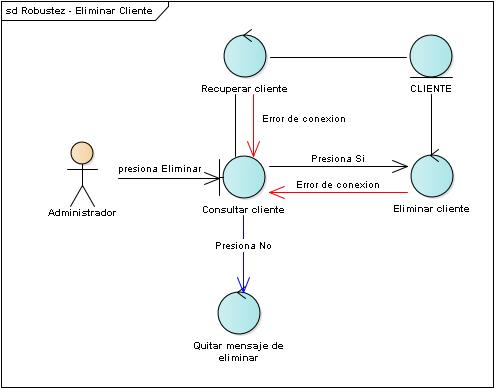 sd Robustez - Eliminar Cliente
Recuperar cliente
CLIENTE
Error de conexion
presiona Eliminar
Presiona Si
Error de conexion
Administrador
Consultar cliente
Eliminar cliente
Presiona No
Quitar mensaje de
eliminar